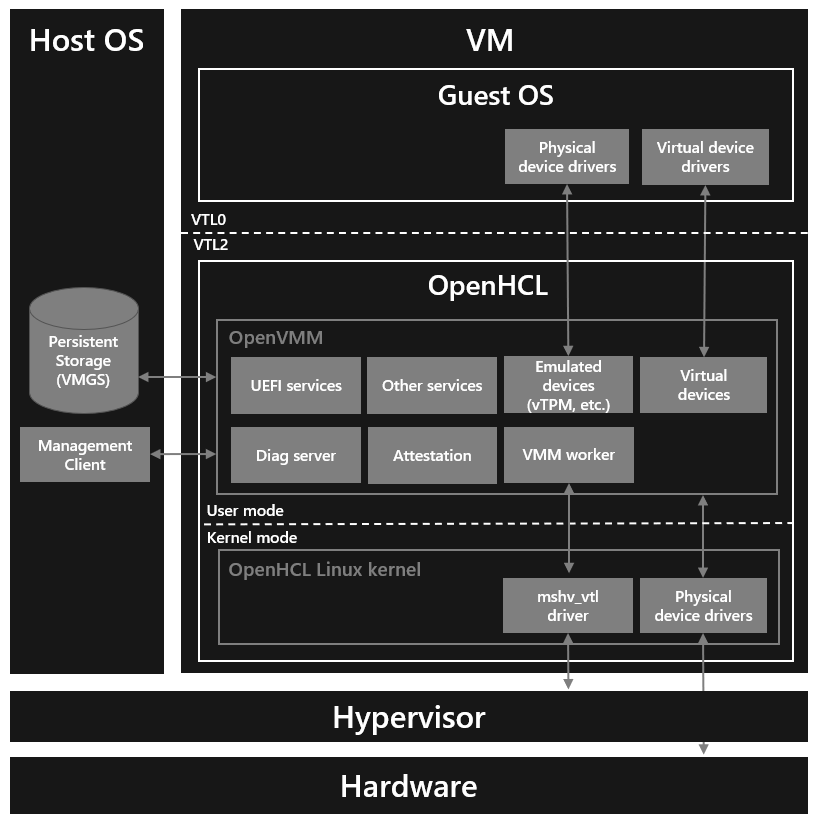 Host OS
VM
Guest OS
Physical
device drivers
Virtual device
drivers
VTL0
VTL2
OpenHCL
OpenVMM
Persistent
Storage
(VMGS)
UEFI services
Other services
Emulated
devices
(vTPM, etc.)
Virtual
devices
Management
Client
Diag server
Attestation
VMM worker
User mode
Kernel mode
OpenHCL Linux kernel
mshv_vtl
driver
Physical
device drivers
Hypervisor
Hardware